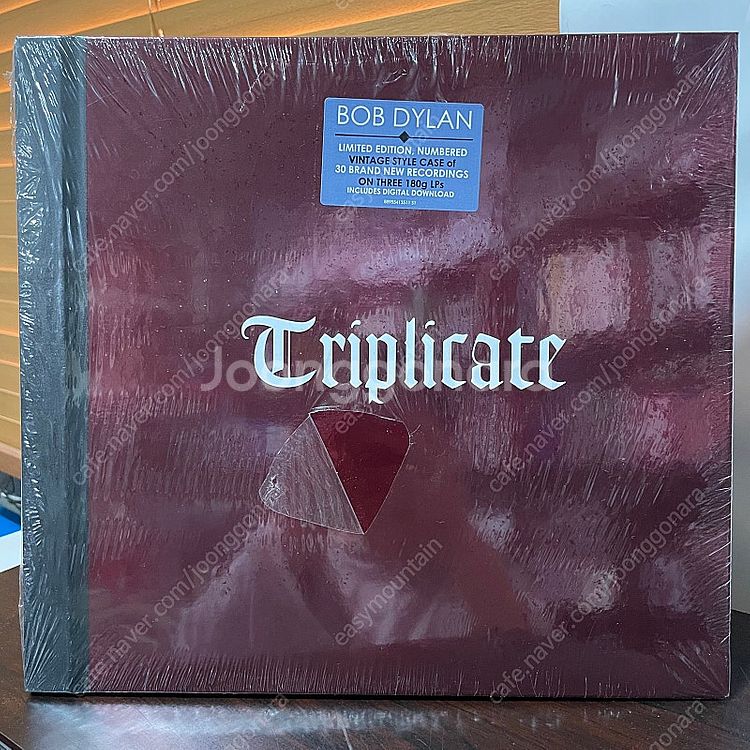 BOB DYLAN
LIMITED EDITION, NUMBERED
VINTAGE STYLE CASE of
30 BRAND NEW RECORDINGS
ON THREE 180g LPs
INCLUDES DIGITAL DOWNLOAD
Triplicate
Joonggonara
cafe.naver.com/joonggonara
easymountain